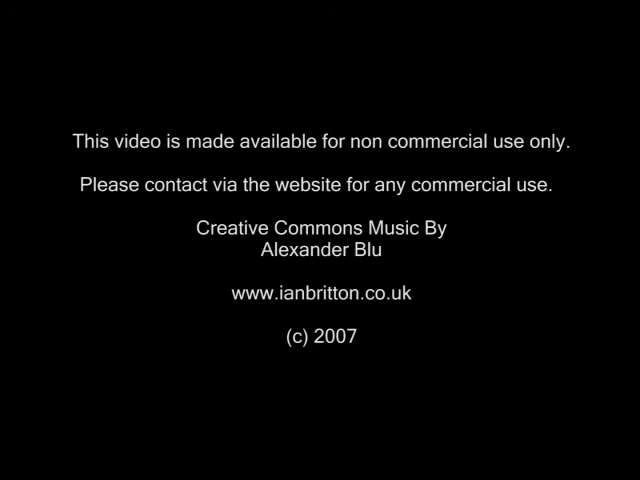 This video is made available for non commercial use only.
Please contact via the website for any commercial use.
Creative Commons Music By
Alexander Blu
www.ianbritton.co.uk
(c) 2007